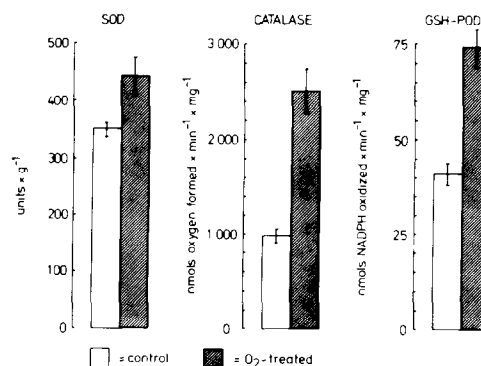 SOD
units × g⁻¹
500
400
300
200
100
0
CATALASE
nmols oxygen formed × min⁻¹ × mg⁻¹
3 000
2 000
1 000
0
GSH-POD
nmols NADPH oxidized × min⁻¹ × mg⁻¹
75
50
25
0
= control
= O₂-treated